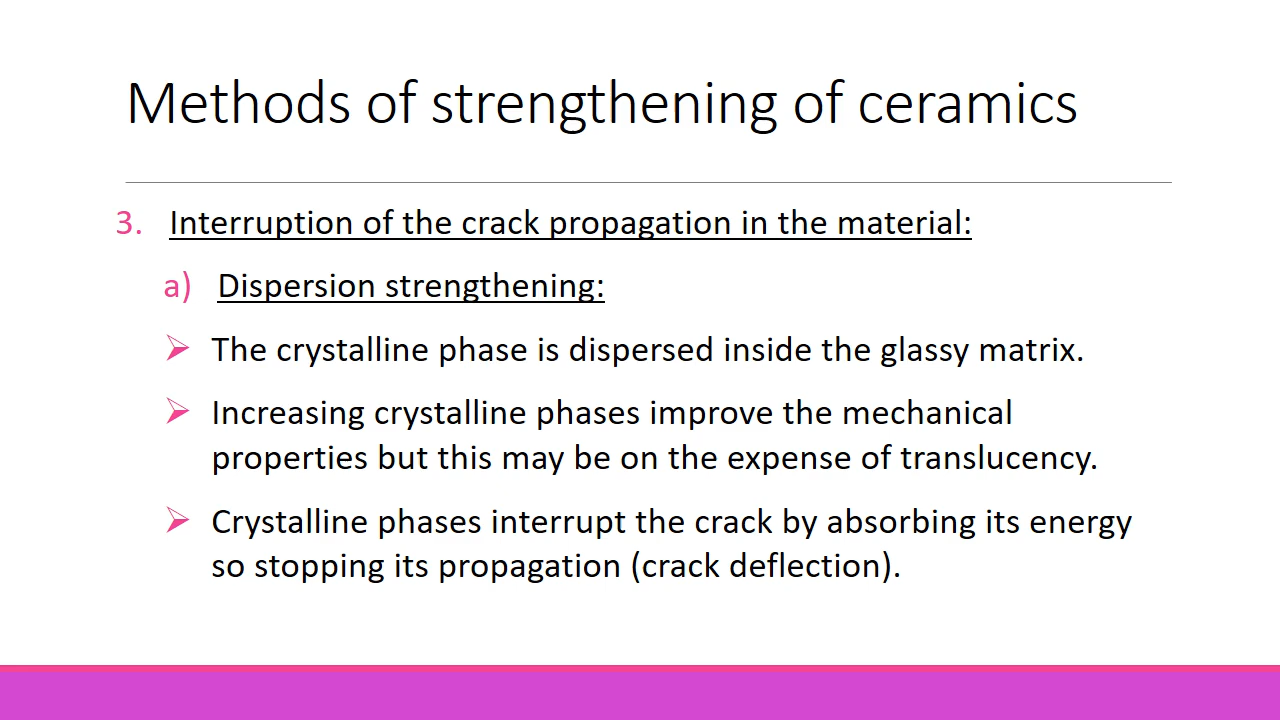 Methods of strengthening of ceramics
3. Interruption of the crack propagation in the material:
a) Dispersion strengthening:
➢ The crystalline phase is dispersed inside the glassy matrix.
➢ Increasing crystalline phases improve the mechanical
properties but this may be on the expense of translucency.
➢ Crystalline phases interrupt the crack by absorbing its energy
so stopping its propagation (crack deflection).